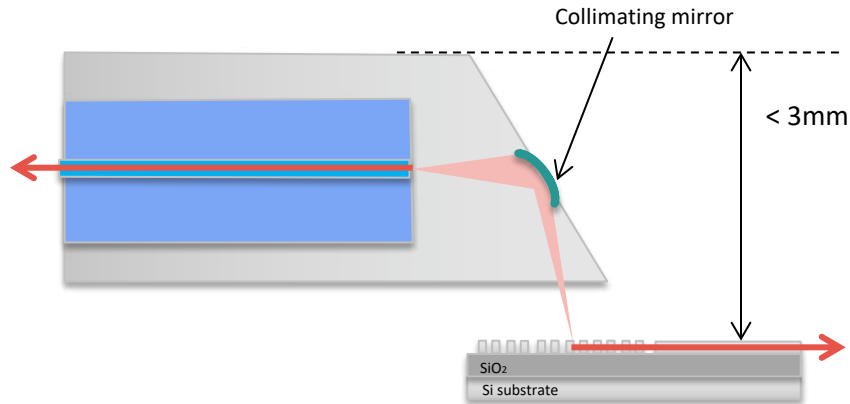 Collimating mirror
< 3mm
SiO₂
Si substrate